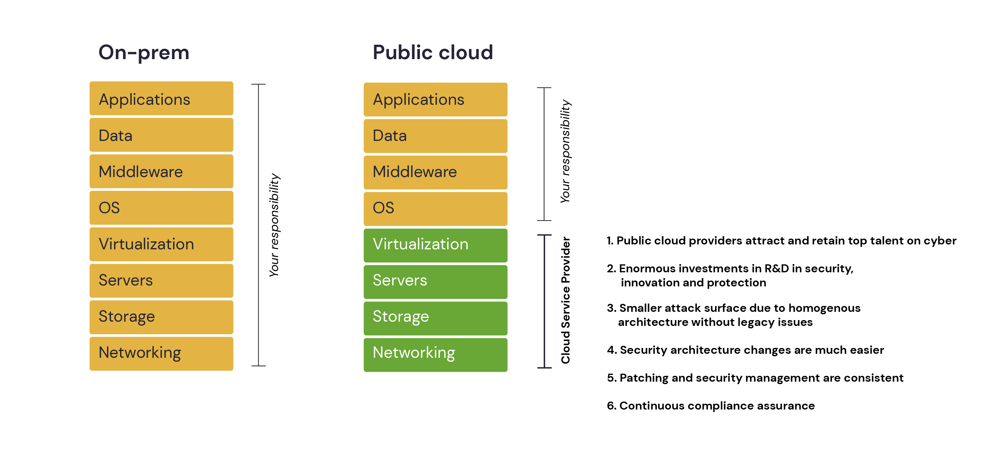 On-prem
Applications
Data
Middleware
OS
Virtualization
Servers
Storage
Networking
Your responsibility
Public cloud
Applications
Data
Middleware
OS
Virtualization
Servers
Storage
Networking
Your responsibility
Cloud Service Provider
1. Public cloud providers attract and retain top talent on cyber
2. Enormous investments in R&D in security,
innovation and protection
3. Smaller attack surface due to homogenous
architecture without legacy issues
4. Security architecture changes are much easier
5. Patching and security management are consistent
6. Continuous compliance assurance